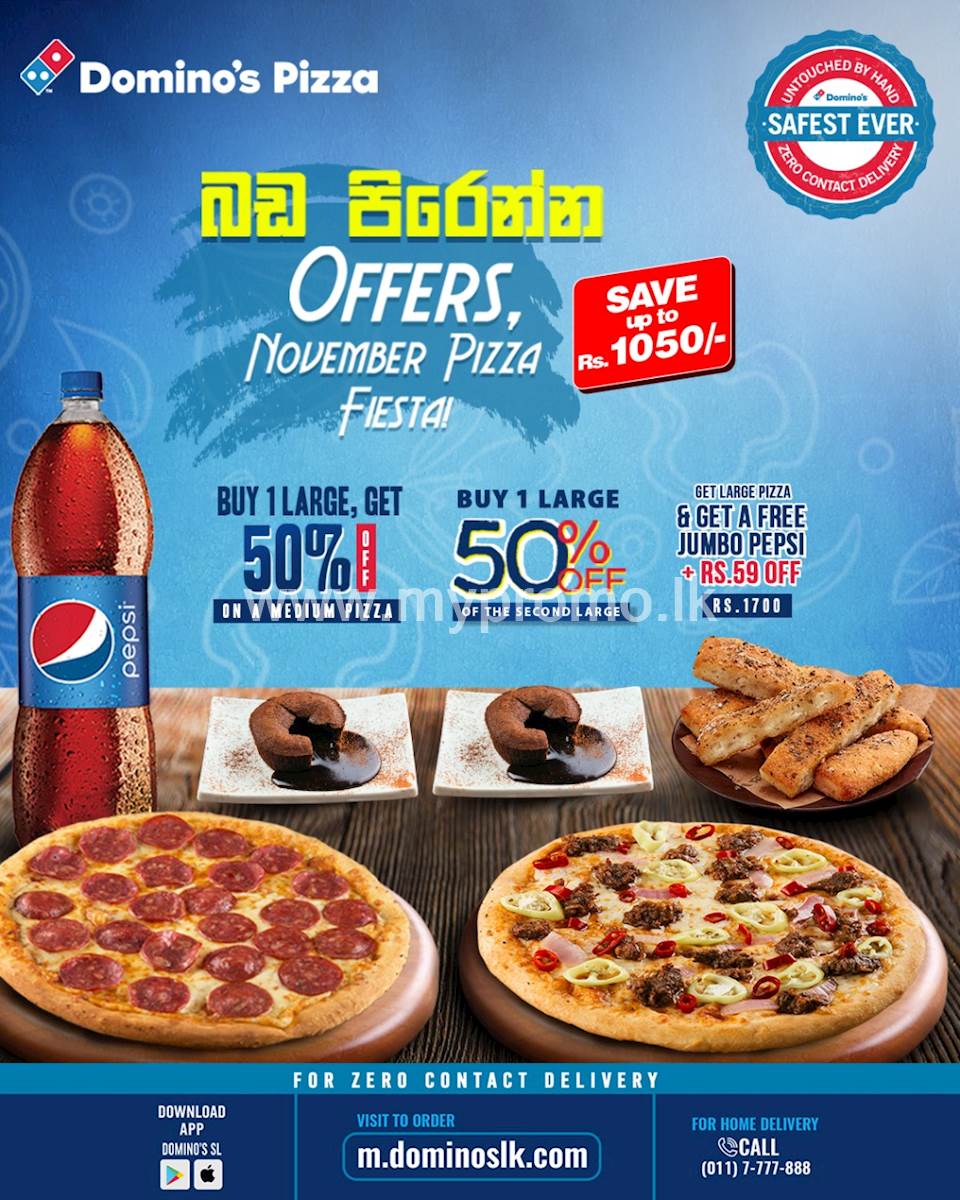 Domino's Pizza
UNTOUCHED BY HAND
Domino's
SAFEST EVER
ZERO CONTACT DELIVERY
බඩ පිරෙන්න
OFFERS,
NOVEMBER PIZZA
FIESTA!
SAVE
up to
Rs. 1050/-
BUY 1 LARGE, GET
50% OFF
ON A MEDIUM PIZZA
BUY 1 LARGE
50% OFF
OF THE SECOND LARGE
GET LARGE PIZZA
& GET A FREE
JUMBO PEPSI
+ RS.59 OFF
RS.1700
www.mypromo.lk
pepsi
FOR ZERO CONTACT DELIVERY
DOWNLOAD
APP
DOMINO'S SL
VISIT TO ORDER
m.dominoslk.com
FOR HOME DELIVERY
CALL
(011) 7-777-888